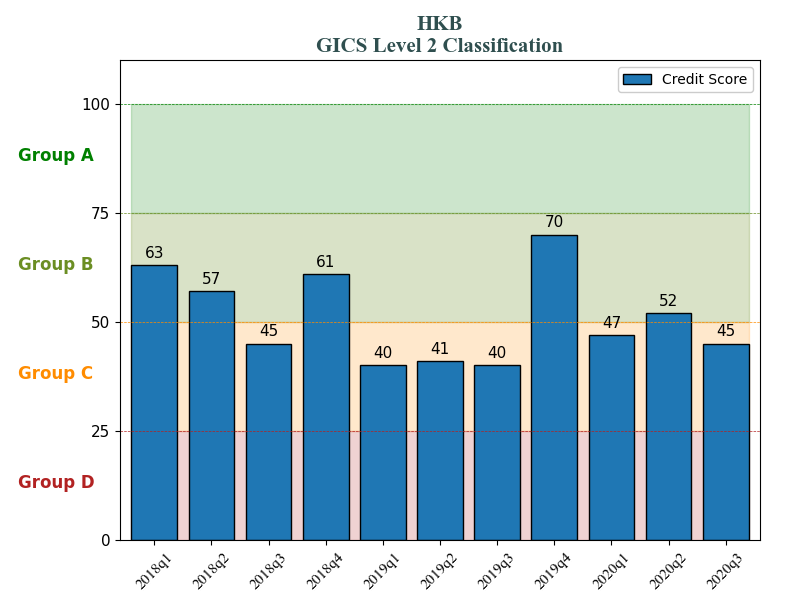 HKB
GICS Level 2 Classification
Credit Score
100
Group A
75
Group B
50
Group C
25
Group D
0
63
57
45
61
40
41
40
70
47
52
45
2018q1
2018q2
2018q3
2018q4
2019q1
2019q2
2019q3
2019q4
2020q1
2020q2
2020q3